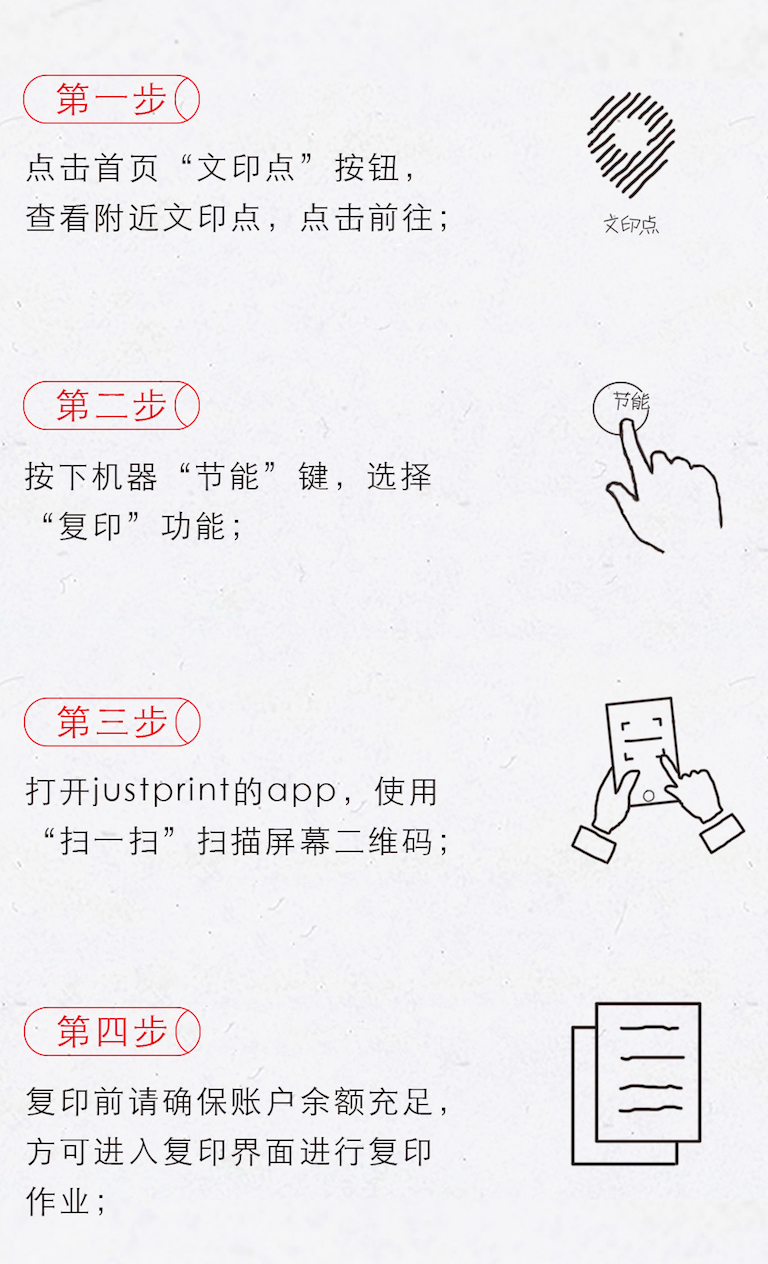 第一步
点击首页“文印点”按钮，
查看附近文印点，点击前往；
文印点
第二步
按下机器“节能”键，选择
“复印”功能；
节能
第三步
打开justprint的app，使用
“扫一扫”扫描屏幕二维码；
第四步
复印前请确保账户余额充足，
方可进入复印界面进行复印
作业；